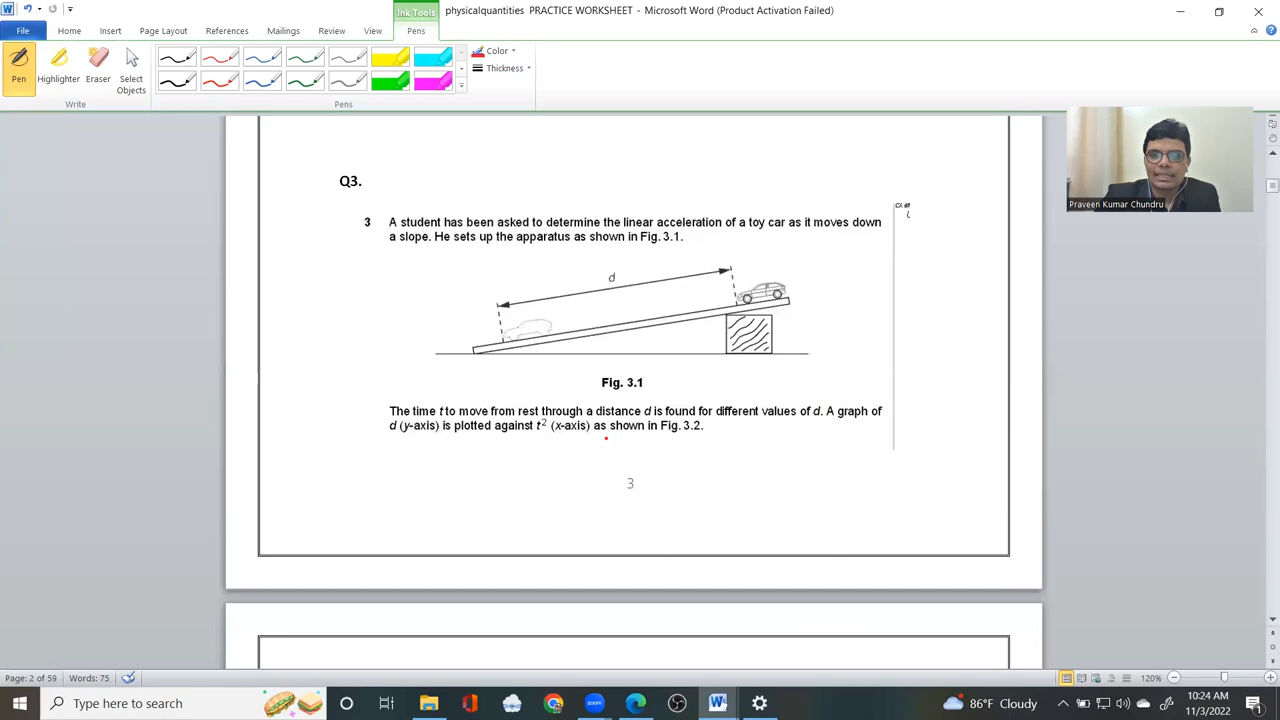 Ink Tools
physicalquantities PRACTICE WORKSHEET - Microsoft Word (Product Activation Failed)
File Home Insert Page Layout References Mailings Review View Pens
Pen
Highlighter
Eraser
Select Objects
Color
Thickness
Write
Pens
Praveen Kumar Chundru
Q3.
3 A student has been asked to determine the linear acceleration of a toy car as it moves down
a slope. He sets up the apparatus as shown in Fig. 3.1.
d
Fig. 3.1
The time t to move from rest through a distance d is found for different values of d. A graph of
d (y-axis) is plotted against t² (x-axis) as shown in Fig. 3.2.
3
Page: 2 of 59 Words: 75 120%
Type here to search
zoom
86°F Cloudy
10:24 AM
11/3/2022